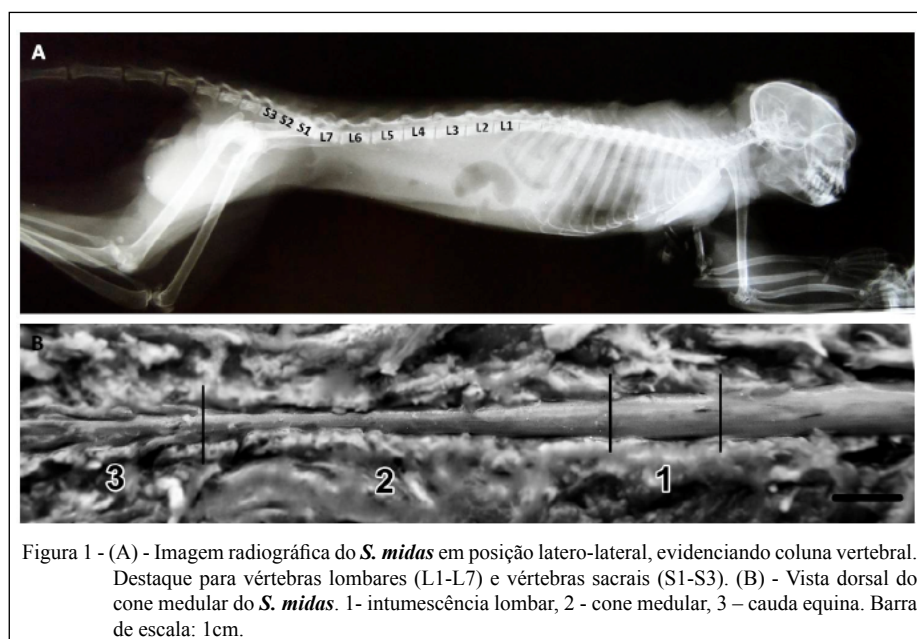 A
S3 S2 S1 L7 L6 L5 L4 L3 L2 L1
B
3 2 1
Figura 1 - (A) - Imagem radiográfica do S. midas em posição latero-lateral, evidenciando coluna vertebral.
Destaque para vértebras lombares (L1-L7) e vértebras sacrais (S1-S3). (B) - Vista dorsal do
cone medular do S. midas. 1- intumescência lombar, 2 - cone medular, 3 – cauda equina. Barra
de escala: 1cm.